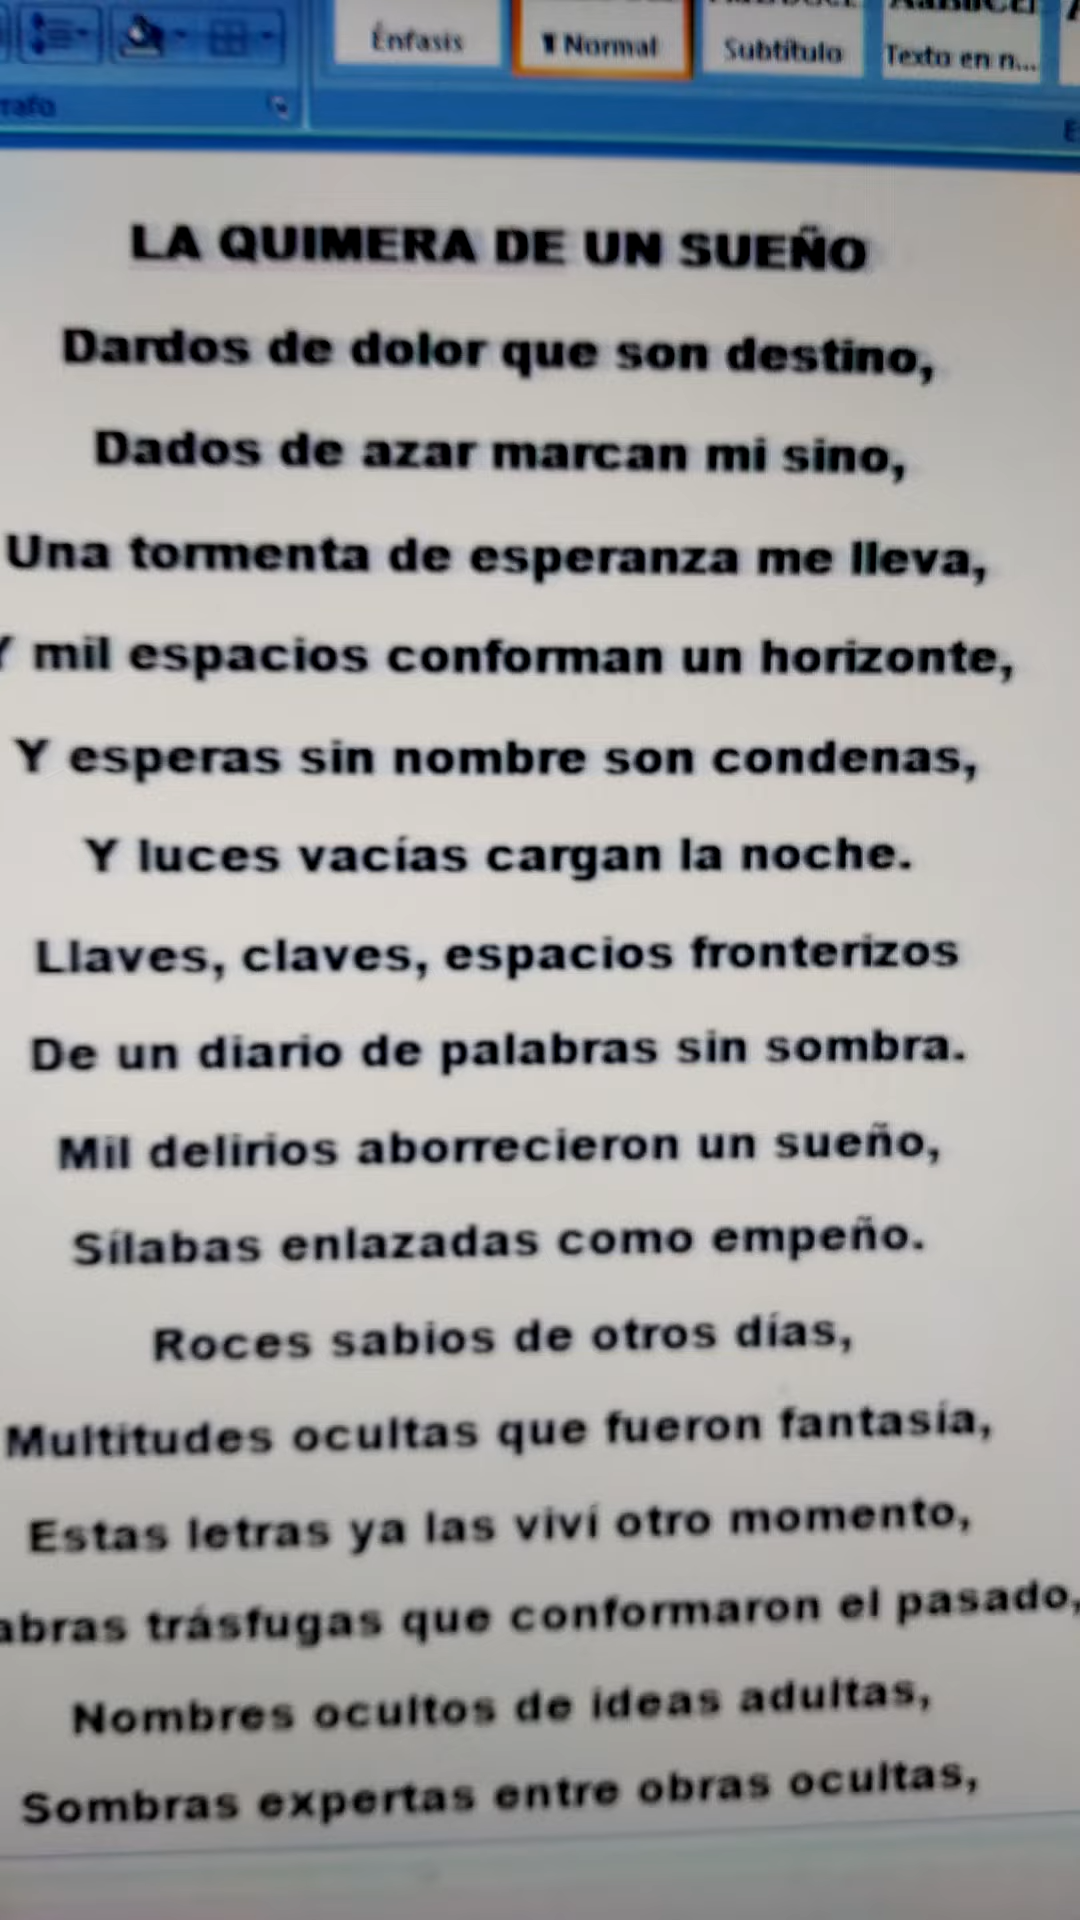 Énfasis
¶ Normal
Subtítulo
Texto en n...
LA QUIMERA DE UN SUEÑO
Dardos de dolor que son destino,
Dados de azar marcan mi sino,
Una tormenta de esperanza me lleva,
Y mil espacios conforman un horizonte,
Y esperas sin nombre son condenas,
Y luces vacías cargan la noche.
Llaves, claves, espacios fronterizos
De un diario de palabras sin sombra.
Mil delirios aborrecieron un sueño,
Sílabas enlazadas como empeño.
Roces sabios de otros días,
Multitudes ocultas que fueron fantasía,
Estas letras ya las viví otro momento,
abras trásfugas que conformaron el pasado,
Nombres ocultos de ideas adultas,
Sombras expertas entre obras ocultas,